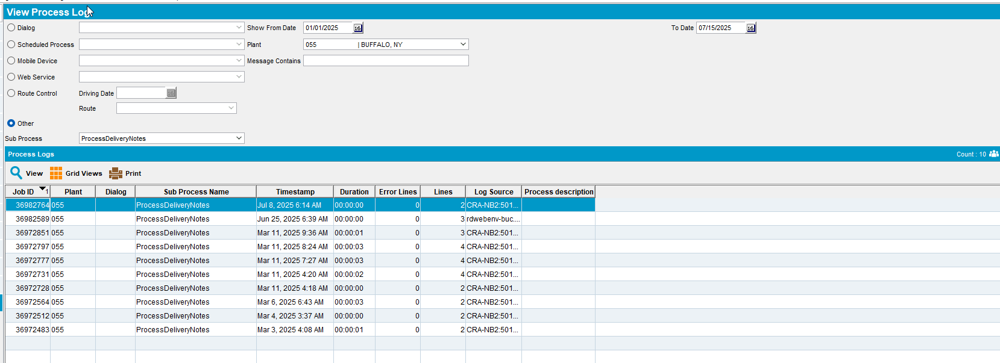 View Process Log
Dialog Show From Date 01/01/2025 16 To Date 07/15/2025 16
Scheduled Process Plant 055 | BUFFALO, NY
Mobile Device Message Contains
Web Service
Route Control Driving Date 16
Route
Other
Sub Process ProcessDeliveryNotes
Process Logs Count : 10
View Grid Views Print
Job ID 1 Plant Dialog Sub Process Name Timestamp Duration Error Lines Lines Log Source Process description
36982764 055 ProcessDeliveryNotes Jul 8, 2025 6:14 AM 00:00:00 0 2 CRA-NB2:501...
36982589 055 ProcessDeliveryNotes Jun 25, 2025 6:39 AM 00:00:00 0 3 rdwebenv-buc....
36972851 055 ProcessDeliveryNotes Mar 11, 2025 9:36 AM 00:00:01 0 3 CRA-NB2:501...
36972797 055 ProcessDeliveryNotes Mar 11, 2025 8:24 AM 00:00:03 0 4 CRA-NB2:501...
36972777 055 ProcessDeliveryNotes Mar 11, 2025 7:27 AM 00:00:03 0 4 CRA-NB2:501...
36972731 055 ProcessDeliveryNotes Mar 11, 2025 4:20 AM 00:00:02 0 4 CRA-NB2:501...
36972728 055 ProcessDeliveryNotes Mar 11, 2025 4:18 AM 00:00:00 0 2 CRA-NB2:501...
36972564 055 ProcessDeliveryNotes Mar 6, 2025 6:43 AM 00:00:03 0 2 CRA-NB2:501...
36972512 055 ProcessDeliveryNotes Mar 4, 2025 3:37 AM 00:00:00 0 2 CRA-NB2:501...
36972483 055 ProcessDeliveryNotes Mar 3, 2025 4:08 AM 00:00:01 0 2 CRA-NB2:501...